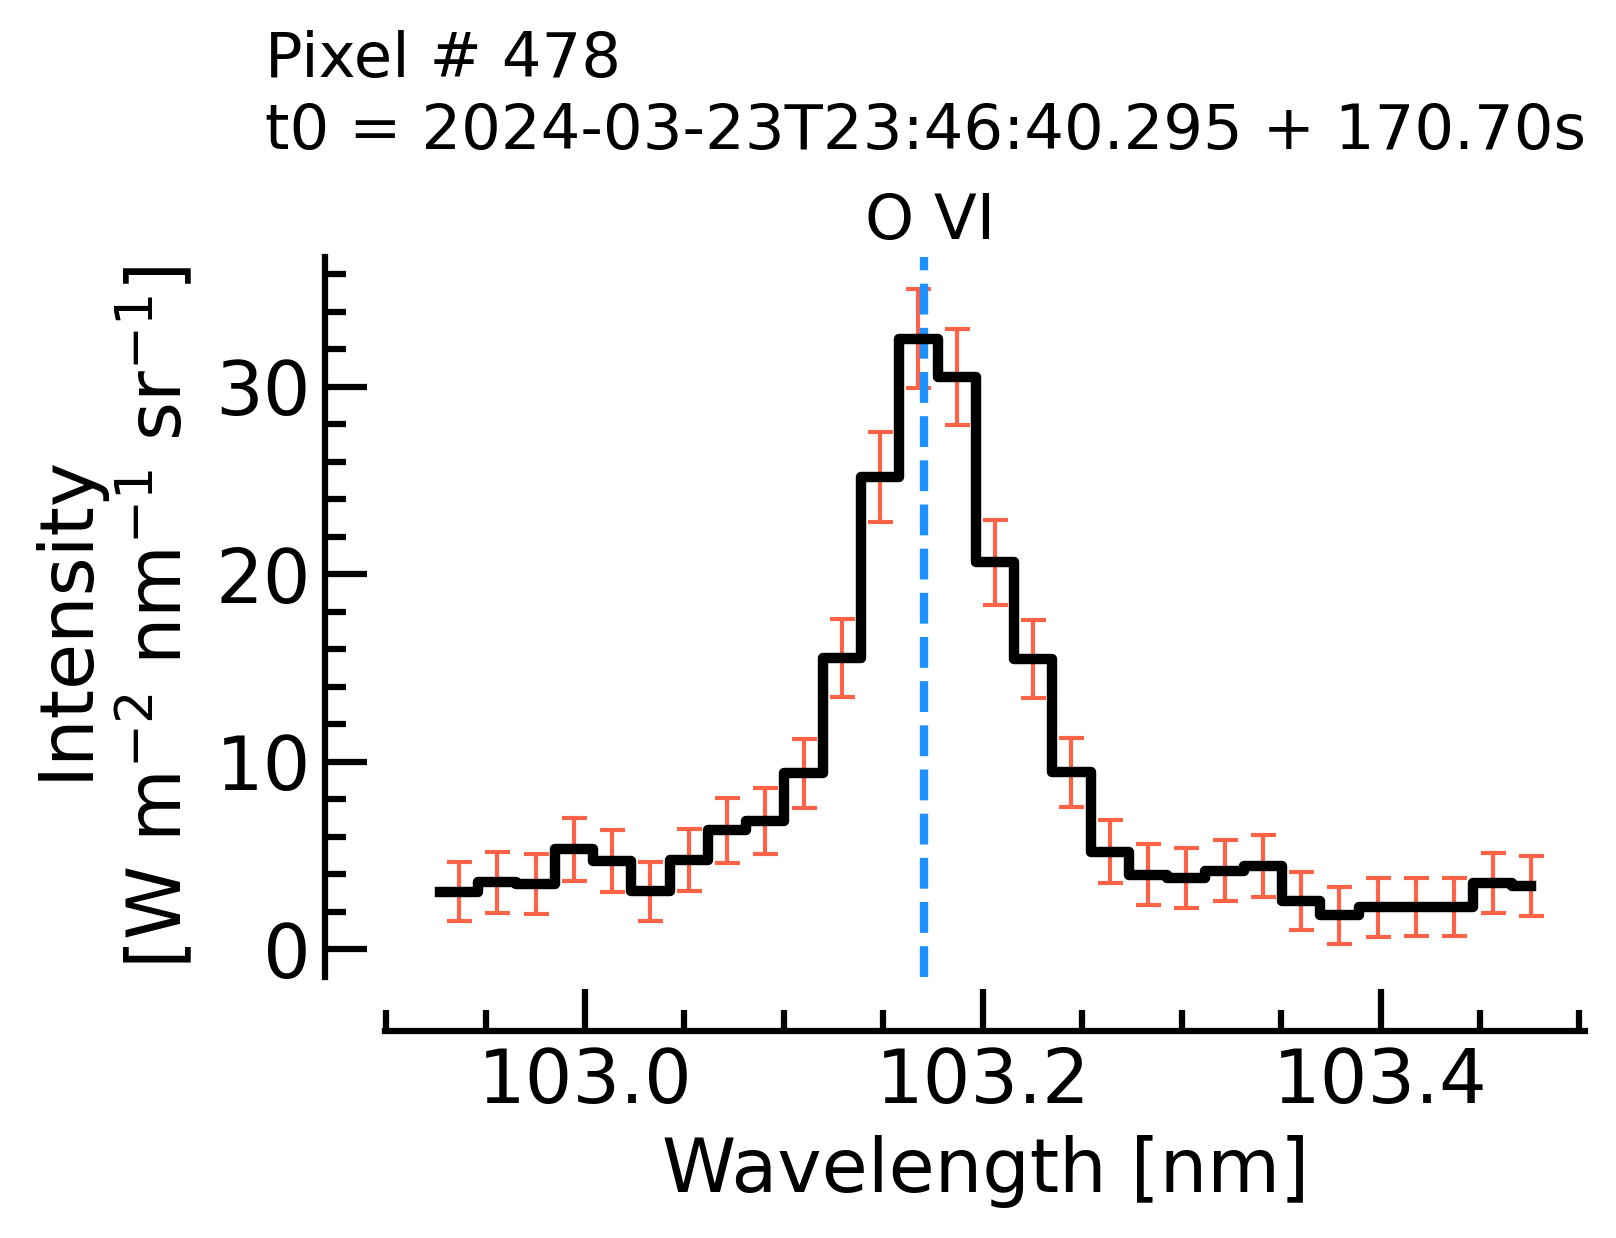 Pixel # 478
t0 = 2024-03-23T23:46:40.295 + 170.70s
O VI
Intensity
[W m⁻² nm⁻¹ sr⁻¹]
30
20
10
0
103.0 103.2 103.4
Wavelength [nm]